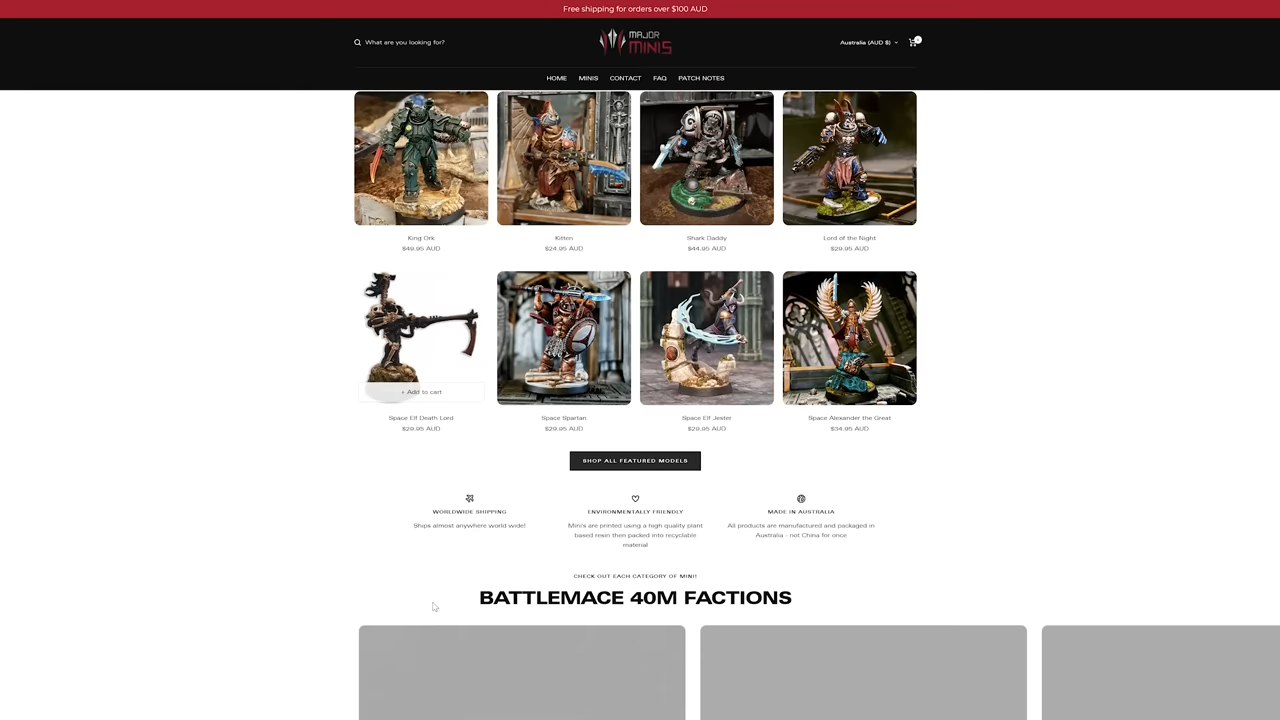 Free shipping for orders over $100 AUD
What are you looking for?
MAJOR
MINIS
Australia (AUD $)
HOME
MINIS
CONTACT
FAQ
PATCH NOTES
King Ork
$49.95 AUD
Kitten
$24.95 AUD
Shark Daddy
$44.95 AUD
Lord of the Night
$29.95 AUD
+ Add to cart
Space Elf Death Lord
$29.95 AUD
Space Spartan
$29.95 AUD
Space Elf Jester
$29.95 AUD
Space Alexander the Great
$34.95 AUD
SHOP ALL FEATURED MODELS
WORLDWIDE SHIPPING
Ships almost anywhere world wide!
ENVIRONMENTALLY FRIENDLY
Mini's are printed using a high quality plant
based resin then packed into recyclable
material
MADE IN AUSTRALIA
All products are manufactured and packaged in
Australia - not China for once
CHECK OUT EACH CATEGORY OF MINI!
BATTLEMACE 40M FACTIONS